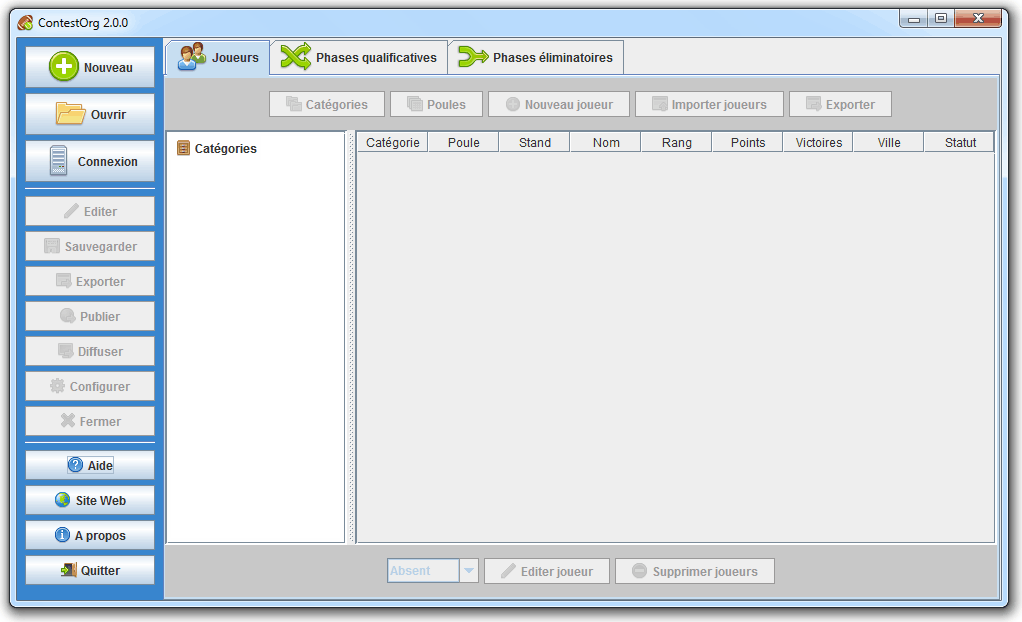 ContestOrg 2.0.0
Nouveau
Ouvrir
Connexion
Editer
Sauvegarder
Exporter
Publier
Diffuser
Configurer
Fermer
Aide
Site Web
A propos
Quitter
Joueurs Phases qualificatives Phases éliminatoires
Catégories Poules Nouveau joueur Importer joueurs Exporter
Catégories
Catégorie Poule Stand Nom Rang Points Victoires Ville Statut
Absent Editer joueur Supprimer joueurs